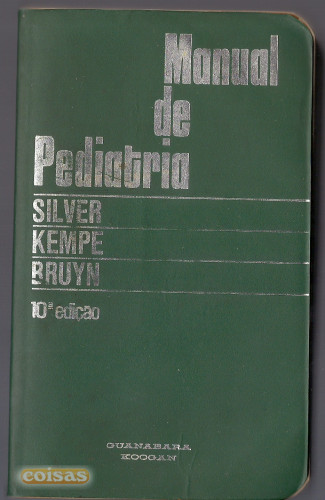 Manual
de
Pediatria
SILVER
KEMPE
BRUYN
10ª edição
GUANABARA
KOOGAN
coisas